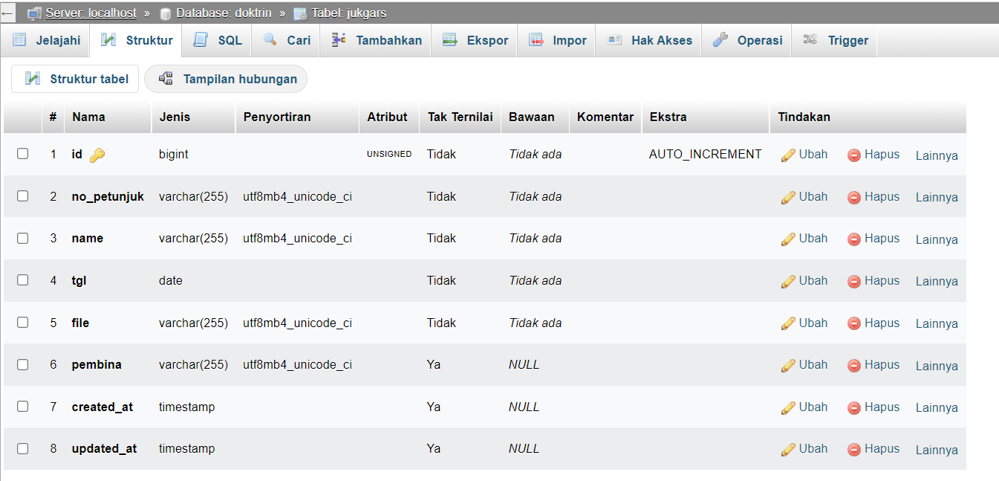 Server: localhost » Database: doktrin » Tabel: jukgars
Jelajahi Struktur SQL Cari Tambahkan Ekspor Impor Hak Akses Operasi Trigger
Struktur tabel Tampilan hubungan
# Nama Jenis Penyortiran Atribut Tak Ternilai Bawaan Komentar Ekstra Tindakan
1 id bigint UNSIGNED Tidak Tidak ada AUTO_INCREMENT Ubah Hapus Lainnya
2 no_petunjuk varchar(255) utf8mb4_unicode_ci Tidak Tidak ada Ubah Hapus Lainnya
3 name varchar(255) utf8mb4_unicode_ci Tidak Tidak ada Ubah Hapus Lainnya
4 tgl date Tidak Tidak ada Ubah Hapus Lainnya
5 file varchar(255) utf8mb4_unicode_ci Tidak Tidak ada Ubah Hapus Lainnya
6 pembina varchar(255) utf8mb4_unicode_ci Ya NULL Ubah Hapus Lainnya
7 created_at timestamp Ya NULL Ubah Hapus Lainnya
8 updated_at timestamp Ya NULL Ubah Hapus Lainnya